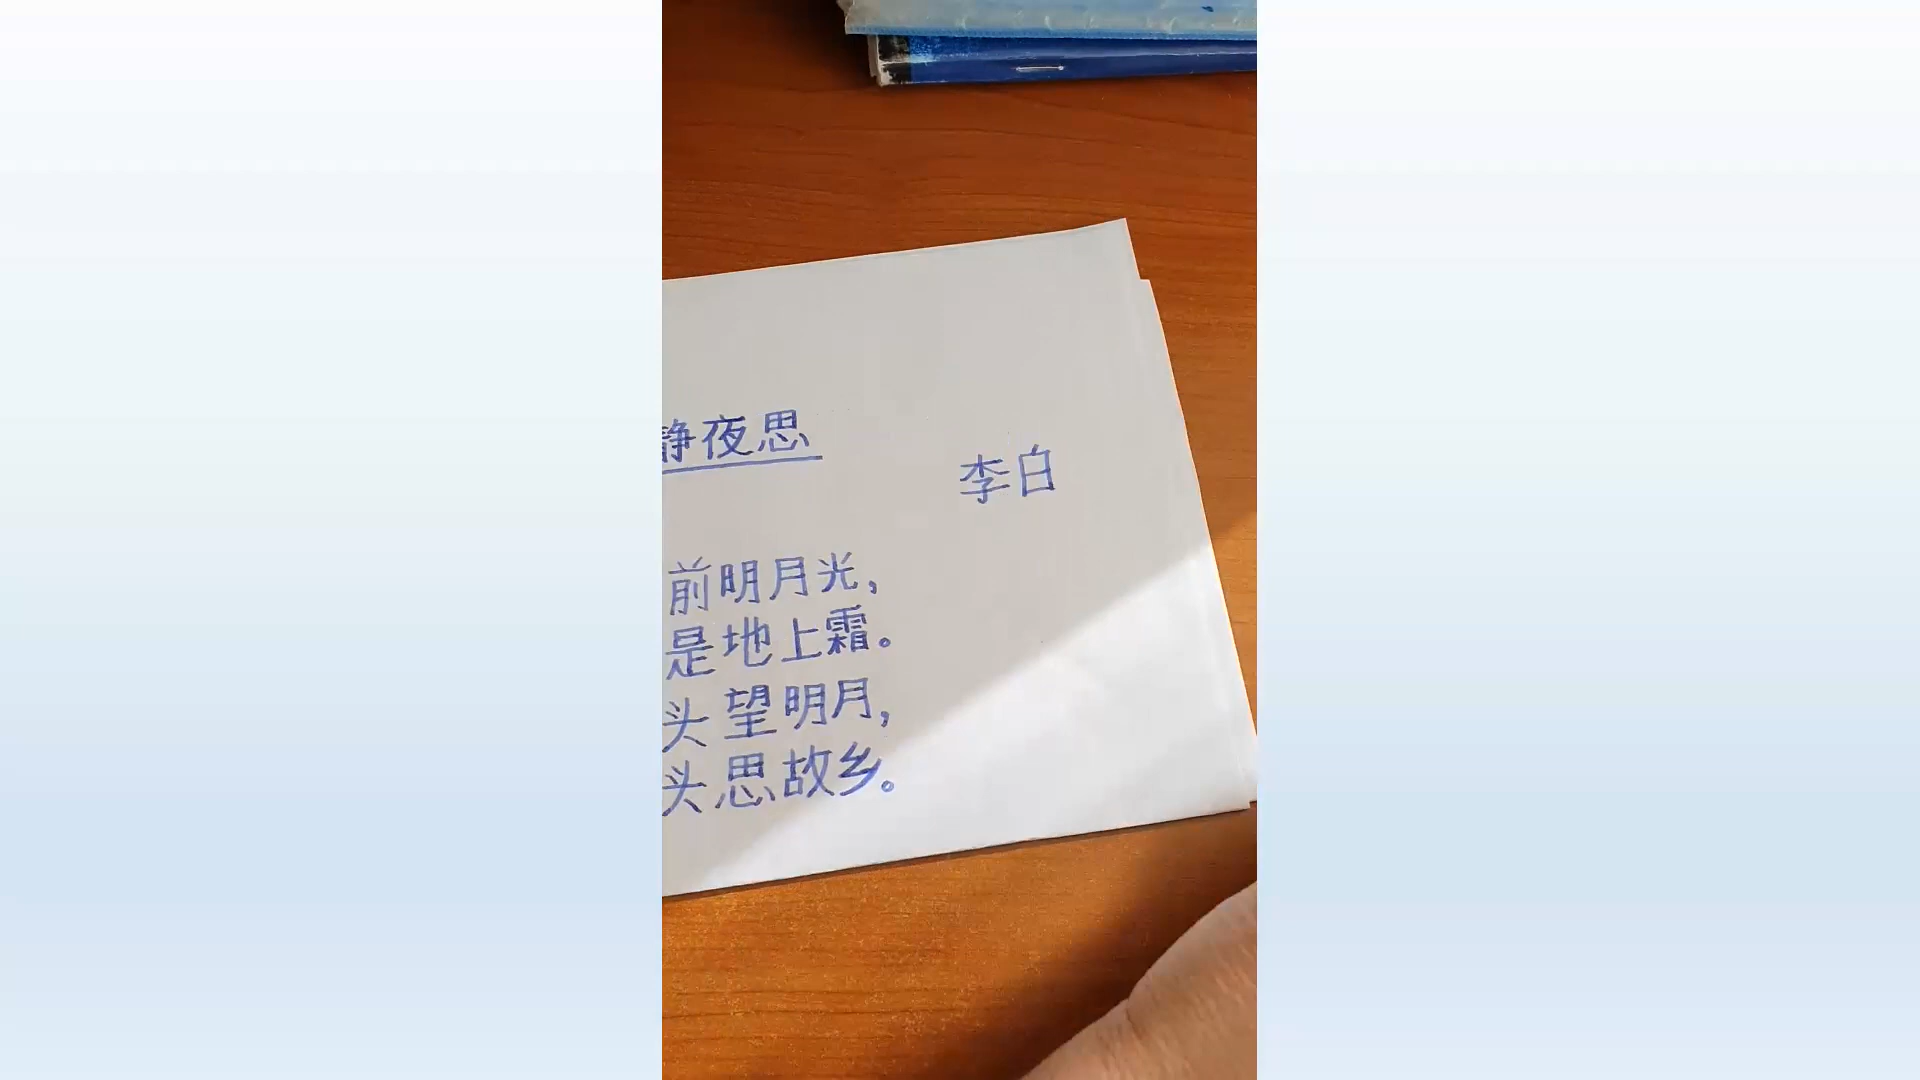 静夜思
李白
前明月光，
是地上霜。
头望明月，
头思故乡。